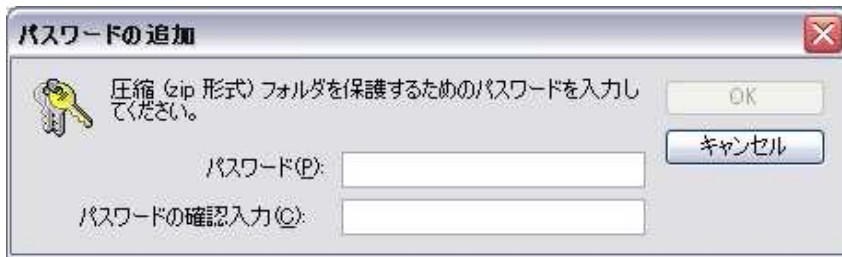 パスワードの追加
圧縮 (zip 形式) フォルダを保護するためのパスワードを入力し
てください。
OK
キャンセル
パスワード(P):
パスワードの確認入力(C):